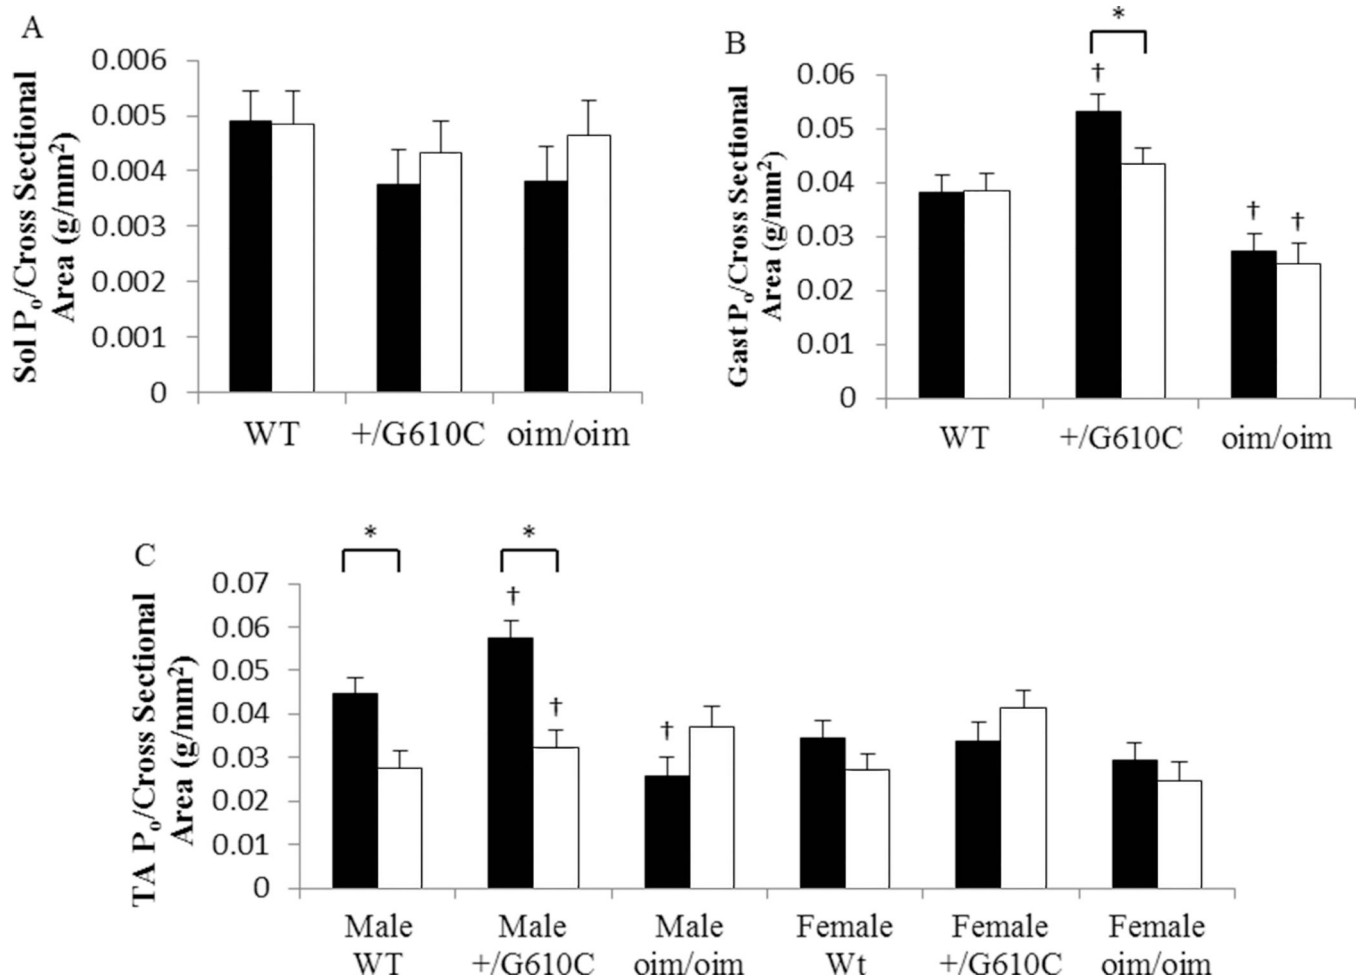 A
Sol Pₒ/Cross Sectional
Area (g/mm²)
0.006
0.005
0.004
0.003
0.002
0.001
0
WT +/G610C oim/oim
B
Gast Pₒ/Cross Sectional
Area (g/mm²)
*
†
† †
0.06
0.05
0.04
0.03
0.02
0.01
0
WT +/G610C oim/oim
C
TA Pₒ/Cross Sectional
Area (g/mm²)
* *
†
† †
0.07
0.06
0.05
0.04
0.03
0.02
0.01
0
Male Male Male Female Female Female
WT +/G610C oim/oim Wt +/G610C oim/oim